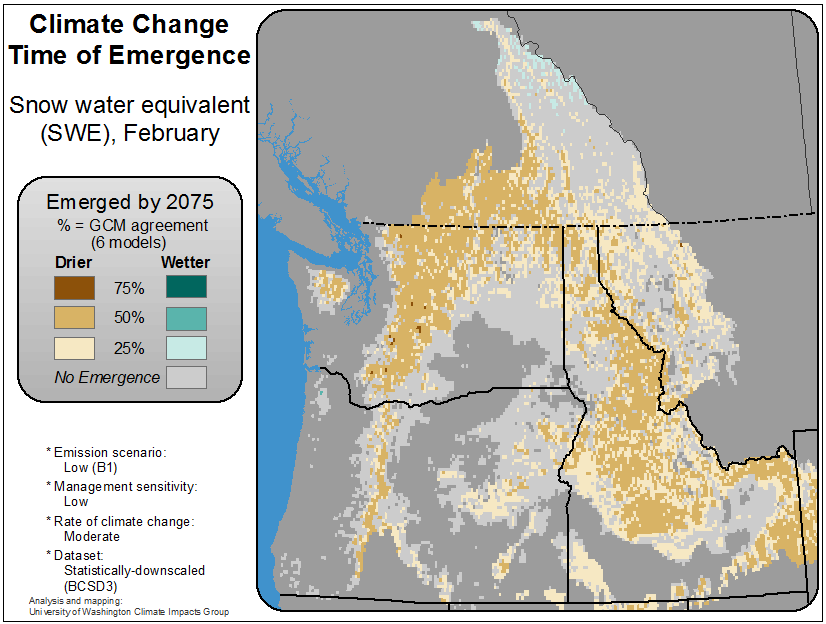 Climate Change
Time of Emergence
Snow water equivalent
(SWE), February
Emerged by 2075
% = GCM agreement
(6 models)
Drier Wetter
75%
50%
25%
No Emergence
* Emission scenario:
Low (B1)
* Management sensitivity:
Low
* Rate of climate change:
Moderate
* Dataset:
Statistically-downscaled
(BCSD3)
Analysis and mapping:
University of Washington Climate Impacts Group